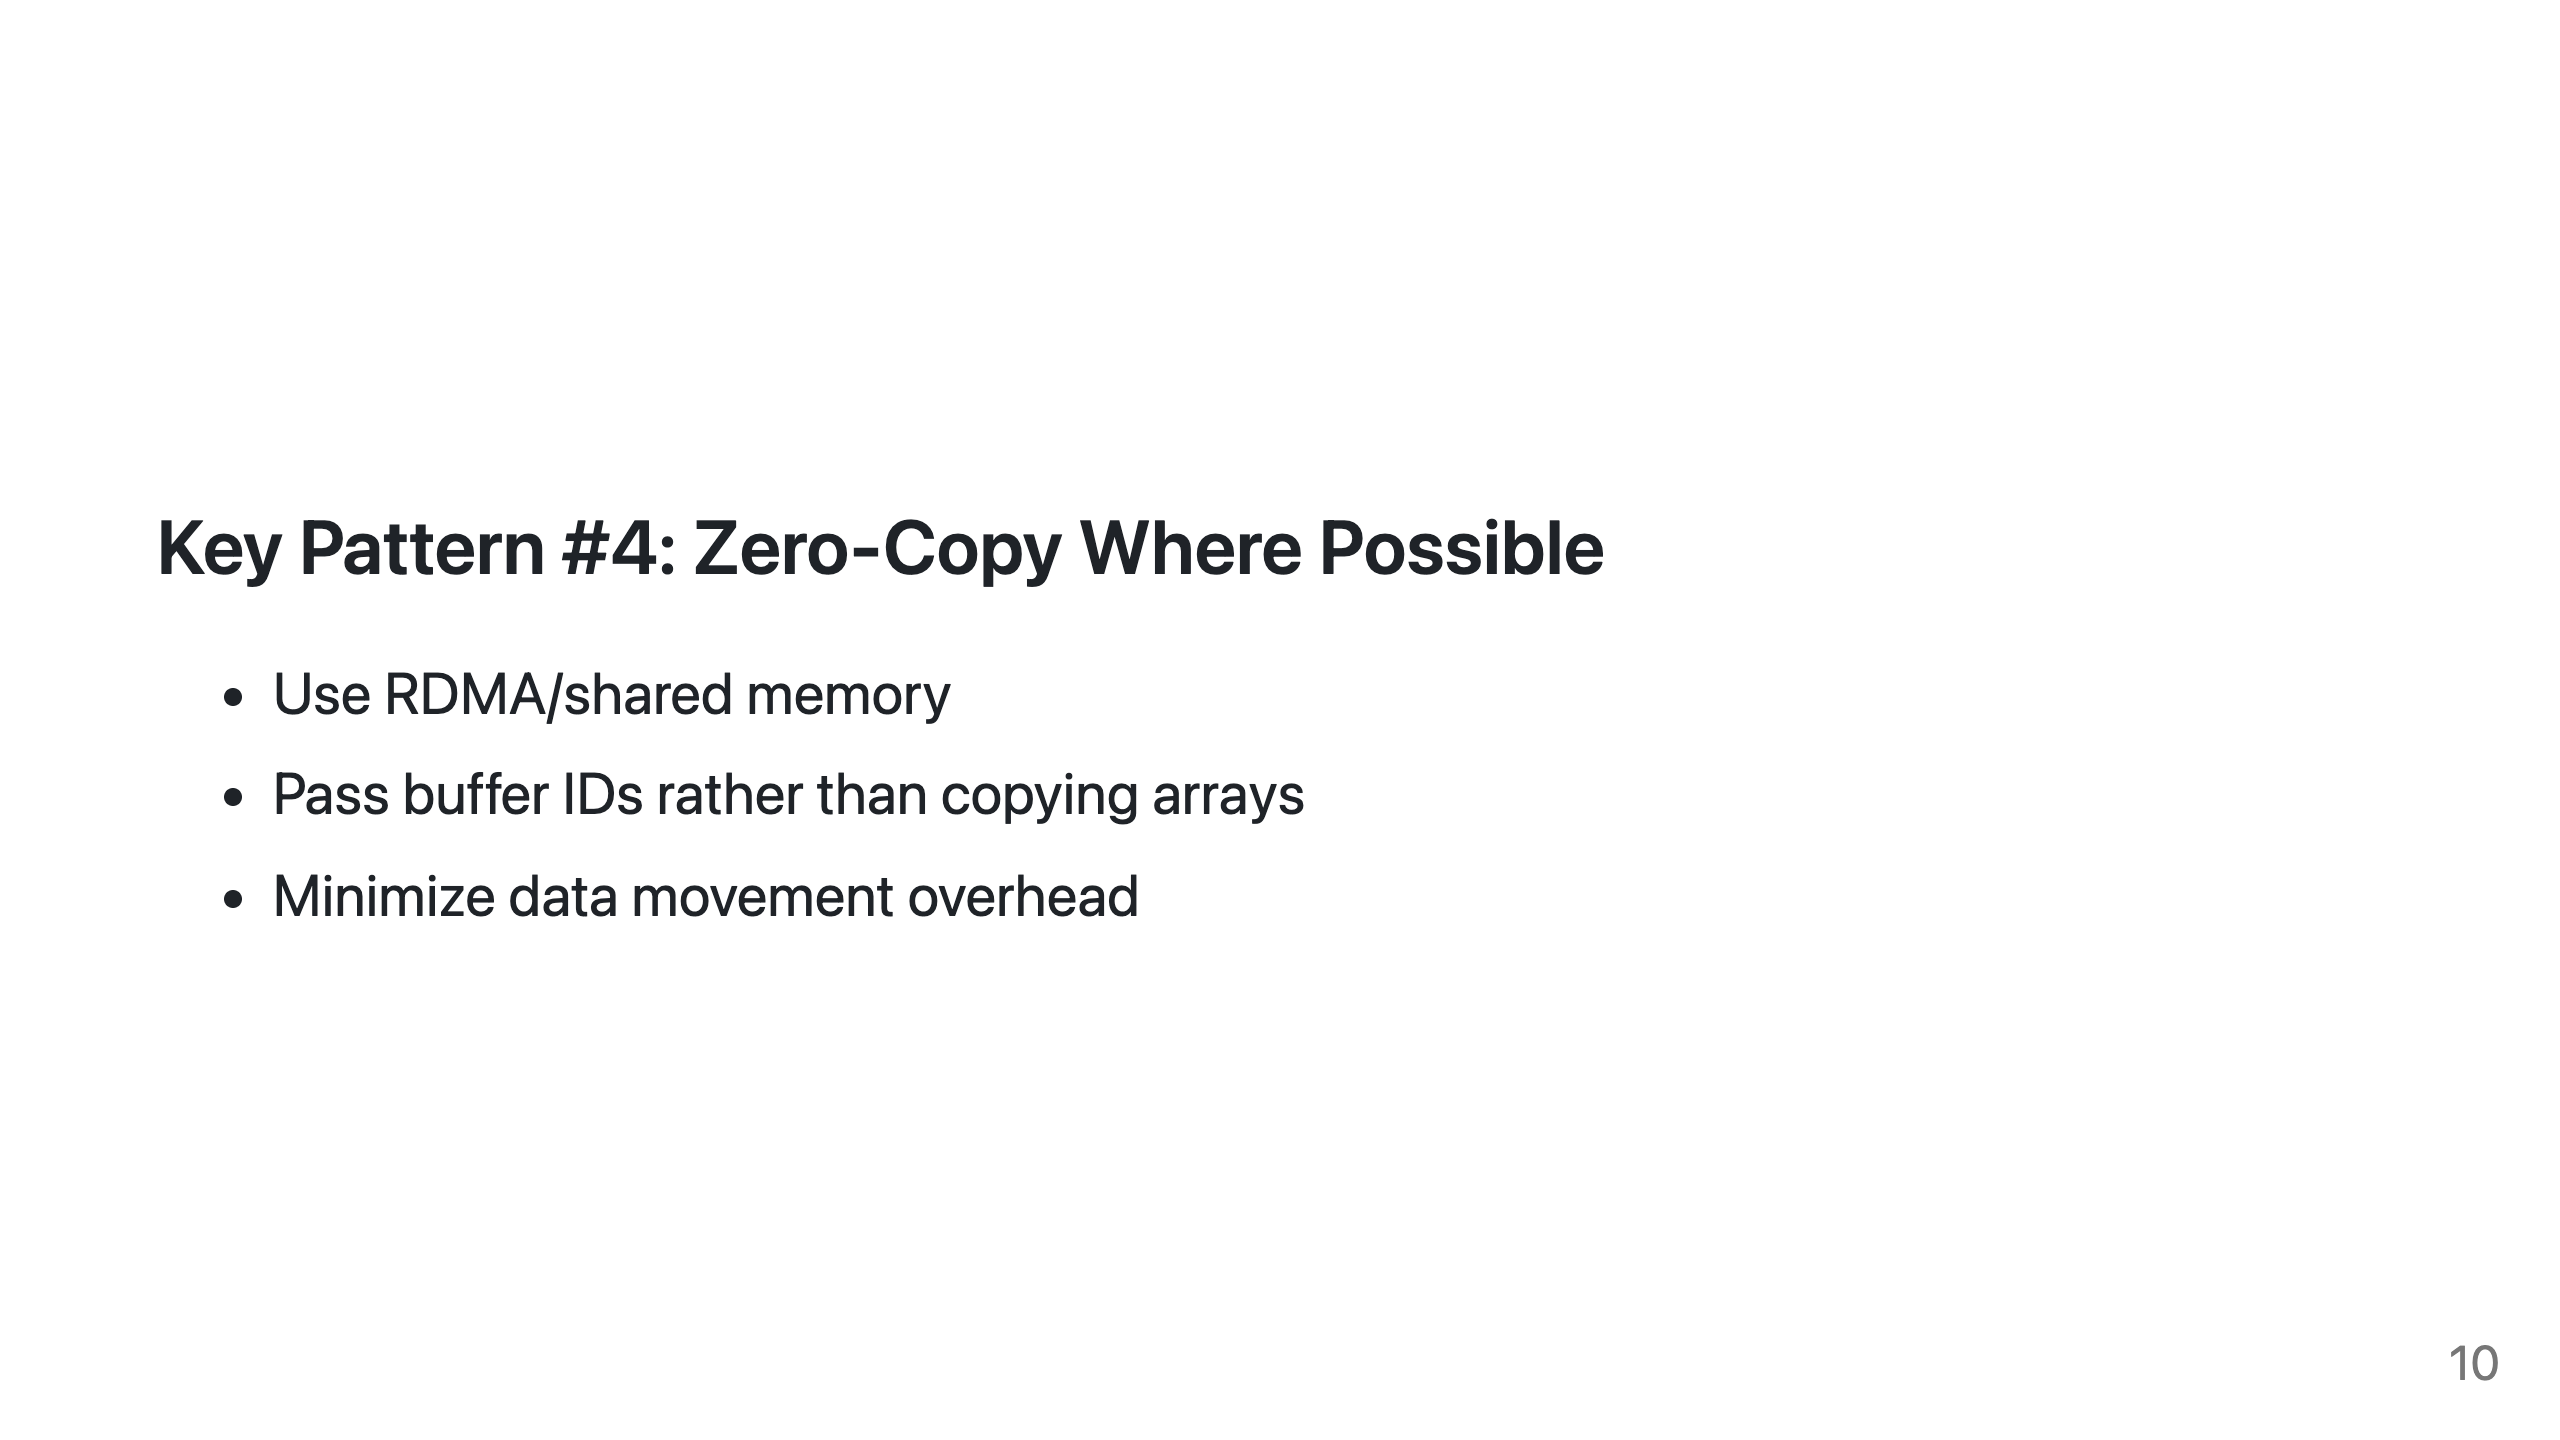 Key Pattern #4: Zero-Copy Where Possible
• Use RDMA/shared memory
• Pass buffer IDs rather than copying arrays
• Minimize data movement overhead
10